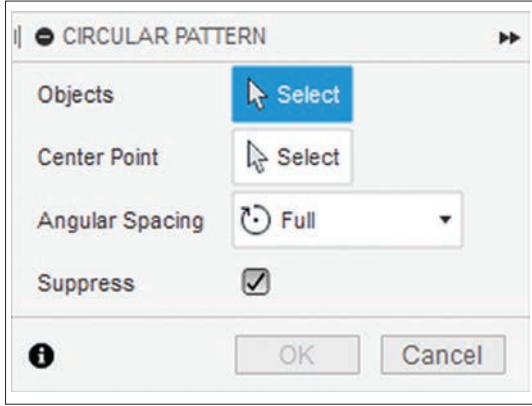 CIRCULAR PATTERN
Objects Select
Center Point Select
Angular Spacing Full
Suppress
OK Cancel